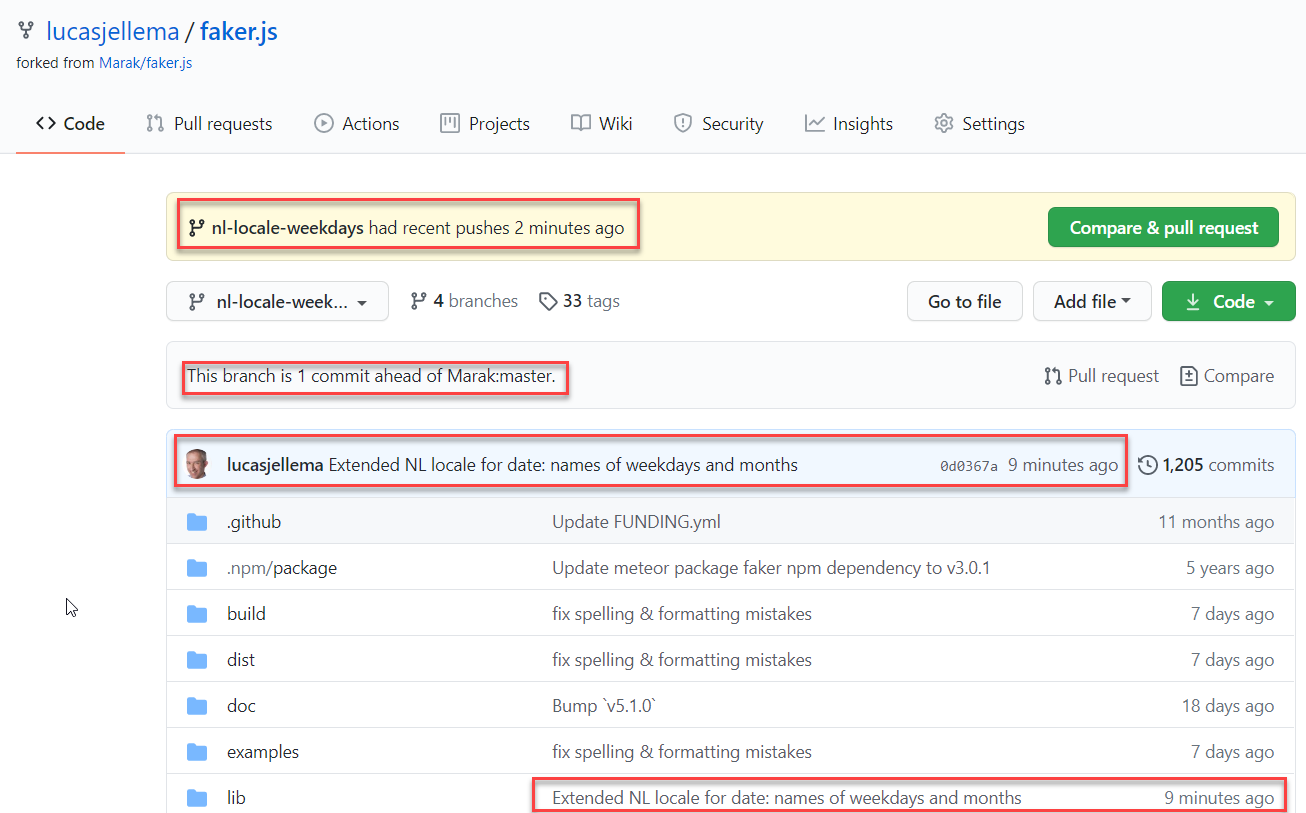 lucasjellema / faker.js
forked from Marak/faker.js
Code Pull requests Actions Projects Wiki Security Insights Settings
nl-locale-weekdays had recent pushes 2 minutes ago Compare & pull request
nl-locale-week... 4 branches 33 tags Go to file Add file Code
This branch is 1 commit ahead of Marak:master. Pull request Compare
lucasjellema Extended NL locale for date: names of weekdays and months 0d0367a 9 minutes ago 1,205 commits
.github Update FUNDING.yml 11 months ago
.npm/package Update meteor package faker npm dependency to v3.0.1 5 years ago
build fix spelling & formatting mistakes 7 days ago
dist fix spelling & formatting mistakes 7 days ago
doc Bump `v5.1.0` 18 days ago
examples fix spelling & formatting mistakes 7 days ago
lib Extended NL locale for date: names of weekdays and months 9 minutes ago